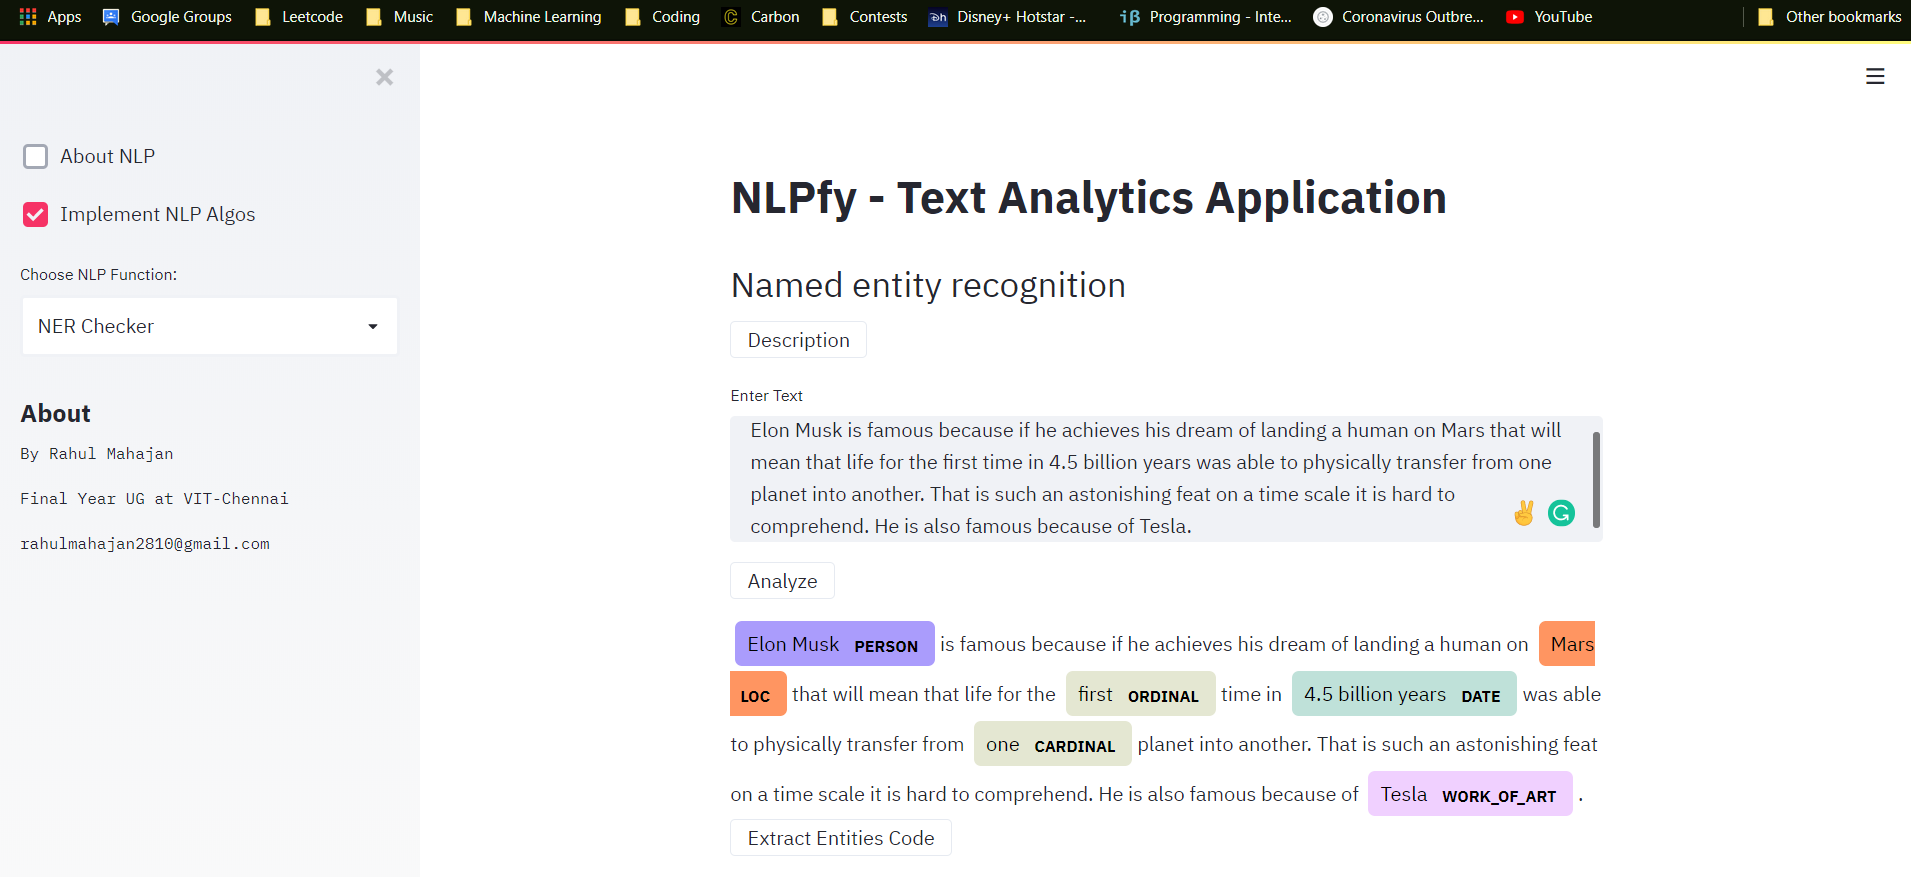 Apps Google Groups Leetcode Music Machine Learning Coding Carbon Contests Disney+ Hotstar -... Programming - Inte... Coronavirus Outbre... YouTube Other bookmarks
About NLP
Implement NLP Algos
Choose NLP Function:
NER Checker
About
By Rahul Mahajan
Final Year UG at VIT-Chennai
rahulmahajan2810@gmail.com
NLPfy - Text Analytics Application
Named entity recognition
Description
Enter Text
Elon Musk is famous because if he achieves his dream of landing a human on Mars that will
mean that life for the first time in 4.5 billion years was able to physically transfer from one
planet into another. That is such an astonishing feat on a time scale it is hard to
comprehend. He is also famous because of Tesla.
Analyze
Elon Musk PERSON is famous because if he achieves his dream of landing a human on Mars
LOC that will mean that life for the first ORDINAL time in 4.5 billion years DATE was able
to physically transfer from one CARDINAL planet into another. That is such an astonishing feat
on a time scale it is hard to comprehend. He is also famous because of Tesla WORK_OF_ART .
Extract Entities Code